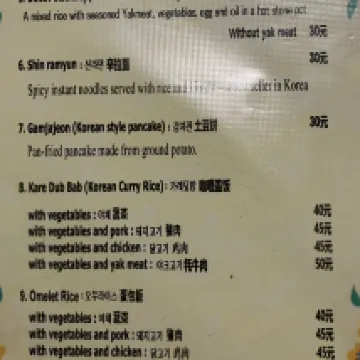 A mixed rice with seasoned Yakmeat, vegetables, egg and oil in a hot stone pot
Without yak meat 30元
6. Shin ramyun : 신라면 辛拉面 30元
Spicy instant noodles served with rice and in Korea
7. Gamjajeon (Korean style pancake) : 감자전 土豆饼 30元
Pan-fried pancake made from ground potato.
8. Kare Dub Bab (Korean Curry Rice) : 카레덮밥 咖喱盖饭
with vegetables : 야채 蔬菜 40元
with vegetables and pork : 돼지고기 猪肉 45元
with vegetables and chicken : 닭고기 鸡肉 45元
with vegetables and yak meat : 야크고기 牦牛肉 50元
9. Omelet Rice : 오무라이스 蛋包饭
with vegetables : 야채 蔬菜 40元
with vegetables and pork : 돼지고기 猪肉 45元
with vegetables and chicken : 닭고기 鸡肉 45元